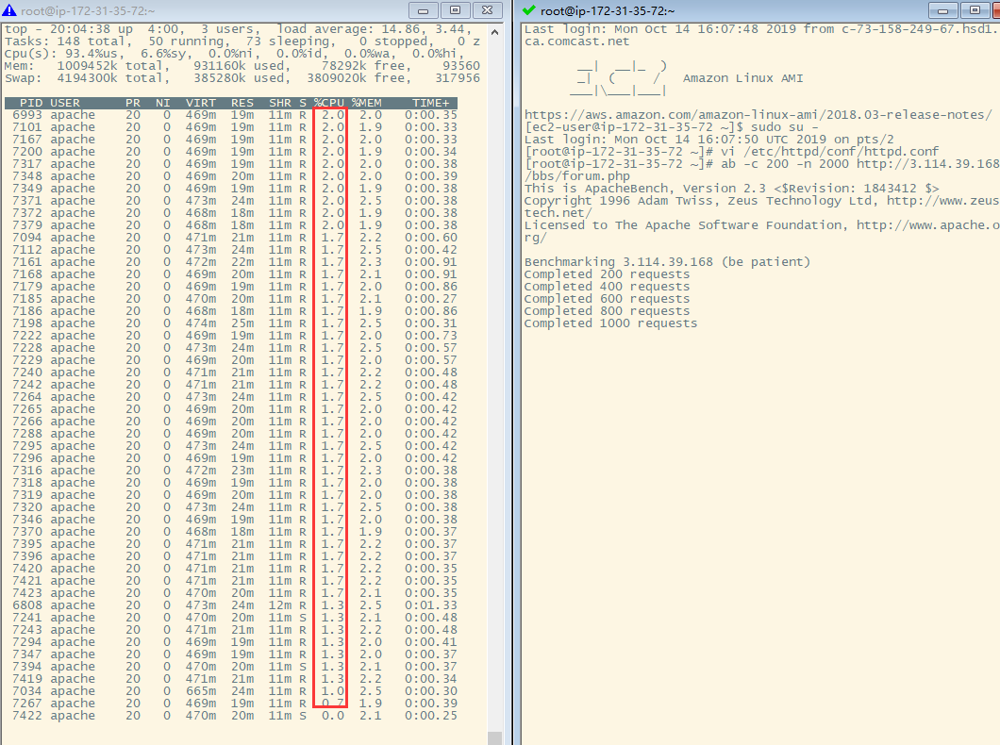 root@ip-172-31-35-72:~
top - 20:04:38 up  4:00,  3 users,  load average: 14.86, 3.44,
Tasks: 148 total,  50 running,  73 sleeping,   0 stopped,   0 z
Cpu(s): 93.4%us,  6.6%sy,  0.0%ni,  0.0%id,  0.0%wa,  0.0%hi,
Mem:   1009452k total,   931160k used,    78292k free,    93560
Swap:  4194300k total,   385280k used,  3809020k free,   317956
PID USER      PR  NI  VIRT  RES  SHR S %CPU %MEM    TIME+
6993 apache    20   0  469m  19m  11m R  2.0  2.0   0:00.35
7101 apache    20   0  469m  19m  11m R  2.0  1.9   0:00.33
7167 apache    20   0  469m  19m  11m R  2.0  2.0   0:00.33
7200 apache    20   0  469m  19m  11m R  2.0  1.9   0:00.34
7317 apache    20   0  469m  19m  11m R  2.0  2.0   0:00.38
7348 apache    20   0  469m  20m  11m R  2.0  2.0   0:00.39
7349 apache    20   0  469m  19m  11m R  2.0  1.9   0:00.38
7371 apache    20   0  473m  24m  11m R  2.0  2.5   0:00.38
7372 apache    20   0  468m  18m  11m R  2.0  1.9   0:00.38
7379 apache    20   0  468m  18m  11m R  2.0  1.9   0:00.38
7094 apache    20   0  471m  21m  11m R  1.7  2.2   0:00.60
7112 apache    20   0  473m  24m  11m R  1.7  2.5   0:00.42
7161 apache    20   0  472m  22m  11m R  1.7  2.3   0:00.91
7168 apache    20   0  469m  20m  11m R  1.7  2.1   0:00.91
7179 apache    20   0  469m  19m  11m R  1.7  2.0   0:00.86
7185 apache    20   0  470m  20m  11m R  1.7  2.1   0:00.27
7186 apache    20   0  468m  18m  11m R  1.7  1.9   0:00.86
7198 apache    20   0  474m  25m  11m R  1.7  2.5   0:00.31
7222 apache    20   0  469m  19m  11m R  1.7  2.0   0:00.73
7228 apache    20   0  473m  24m  11m R  1.7  2.5   0:00.57
7229 apache    20   0  469m  20m  11m R  1.7  2.0   0:00.57
7240 apache    20   0  471m  21m  11m R  1.7  2.2   0:00.48
7242 apache    20   0  471m  21m  11m R  1.7  2.2   0:00.48
7264 apache    20   0  473m  24m  11m R  1.7  2.5   0:00.42
7265 apache    20   0  469m  20m  11m R  1.7  2.0   0:00.42
7266 apache    20   0  469m  20m  11m R  1.7  2.0   0:00.42
7288 apache    20   0  469m  20m  11m R  1.7  2.0   0:00.42
7295 apache    20   0  473m  24m  11m R  1.7  2.5   0:00.42
7296 apache    20   0  469m  19m  11m R  1.7  2.0   0:00.42
7316 apache    20   0  472m  23m  11m R  1.7  2.3   0:00.38
7318 apache    20   0  469m  19m  11m R  1.7  2.0   0:00.38
7319 apache    20   0  469m  20m  11m R  1.7  2.0   0:00.38
7320 apache    20   0  473m  24m  11m R  1.7  2.5   0:00.38
7346 apache    20   0  469m  19m  11m R  1.7  2.0   0:00.38
7370 apache    20   0  468m  18m  11m R  1.7  1.9   0:00.37
7395 apache    20   0  471m  21m  11m R  1.7  2.2   0:00.37
7396 apache    20   0  471m  21m  11m R  1.7  2.2   0:00.37
7420 apache    20   0  471m  21m  11m R  1.7  2.2   0:00.35
7421 apache    20   0  471m  21m  11m R  1.7  2.2   0:00.35
7423 apache    20   0  470m  20m  11m R  1.7  2.1   0:00.35
6808 apache    20   0  473m  24m  12m R  1.3  2.5   0:01.33
7241 apache    20   0  470m  20m  11m S  1.3  2.1   0:00.48
7243 apache    20   0  471m  21m  11m R  1.3  2.2   0:00.48
7294 apache    20   0  469m  19m  11m R  1.3  2.0   0:00.41
7347 apache    20   0  469m  19m  11m R  1.3  2.0   0:00.37
7394 apache    20   0  470m  20m  11m S  1.3  2.1   0:00.37
7419 apache    20   0  471m  21m  11m R  1.3  2.2   0:00.34
7034 apache    20   0  665m  24m  11m R  1.0  2.5   0:00.30
7267 apache    20   0  469m  19m  11m R  0.7  1.9   0:00.39
7422 apache    20   0  470m  20m  11m S  0.0  2.1   0:00.25
root@ip-172-31-35-72:~
Last login: Mon Oct 14 16:07:48 2019 from c-73-158-249-67.hsd1.
ca.comcast.net
__|  __|_  )
_|  (     /   Amazon Linux AMI
___|\___|___|
https://aws.amazon.com/amazon-linux-ami/2018.03-release-notes/
[ec2-user@ip-172-31-35-72 ~]$ sudo su -
Last login: Mon Oct 14 16:07:50 UTC 2019 on pts/2
[root@ip-172-31-35-72 ~]# vi /etc/httpd/conf/httpd.conf
[root@ip-172-31-35-72 ~]# ab -c 200 -n 2000 http://3.114.39.168
/bbs/forum.php
This is ApacheBench, Version 2.3 <$Revision: 1843412 $>
Copyright 1996 Adam Twiss, Zeus Technology Ltd, http://www.zeus
tech.net/
Licensed to The Apache Software Foundation, http://www.apache.o
rg/
Benchmarking 3.114.39.168 (be patient)
Completed 200 requests
Completed 400 requests
Completed 600 requests
Completed 800 requests
Completed 1000 requests